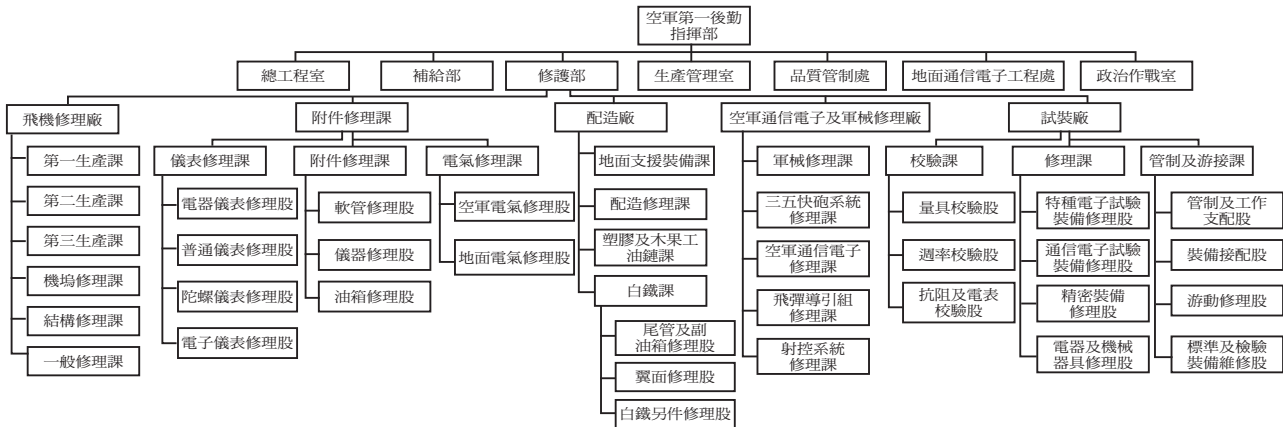 空軍第一後勤
指揮部
總工程室
補給部
修護部
生產管理室
品質管制處
地面通信電子工程處
政治作戰室
飛機修理廠
附件修理課
配造廠
空軍通信電子及軍械修理廠
試裝廠
第一生產課
第二生產課
第三生產課
機塢修理課
結構修理課
一般修理課
儀表修理課
電器儀表修理股
普通儀表修理股
陀螺儀表修理股
電子儀表修理股
附件修理課
軟管修理股
儀器修理股
油箱修理股
電氣修理課
空軍電氣修理股
地面電氣修理股
地面支援裝備課
配造修理課
塑膠及木果工
油鏈課
白鐵課
尾管及副
油箱修理股
翼面修理股
白鐵另件修理股
軍械修理課
三五快砲系統
修理課
空軍通信電子
修理課
飛彈導引組
修理課
射控系統
修理課
校驗課
量具校驗股
週率校驗股
抗阻及電表
校驗股
修理課
特種電子試驗
裝備修理股
通信電子試驗
裝備修理股
精密裝備
修理股
電器及機械
器具修理股
管制及游接課
管制及工作
支配股
裝備接配股
游動修理股
標準及檢驗
裝備維修股